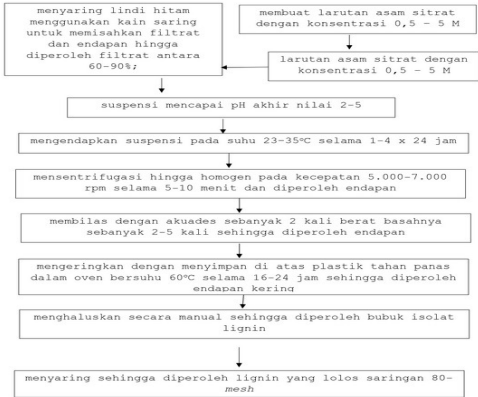 menyaring lindi hitam
menggunakan kain saring
untuk memisahkan filtrat
dan endapan hingga
diperoleh filtrat antara
60-90%;
membuat larutan asam sitrat
dengan konsentrasi 0,5 – 5 M
larutan asam sitrat dengan
konsentrasi 0,5 – 5 M
suspensi mencapai pH akhir nilai 2-5
mengendapkan suspensi pada suhu 23-35°C selama 1-4 x 24 jam
mensentrifugasi hingga homogen pada kecepatan 5.000-7.000
rpm selama 5-10 menit dan diperoleh endapan
membilas dengan akuades sebanyak 2 kali berat basahnya
sebanyak 2-5 kali sehingga diperoleh endapan
mengeringkan dengan menyimpan di atas plastik tahan panas
dalam oven bersuhu 60°C selama 16-24 jam sehingga diperoleh
endapan kering
menghaluskan secara manual sehingga diperoleh bubuk isolat
lignin
menyaring sehingga diperoleh lignin yang lolos saringan 80-
mesh